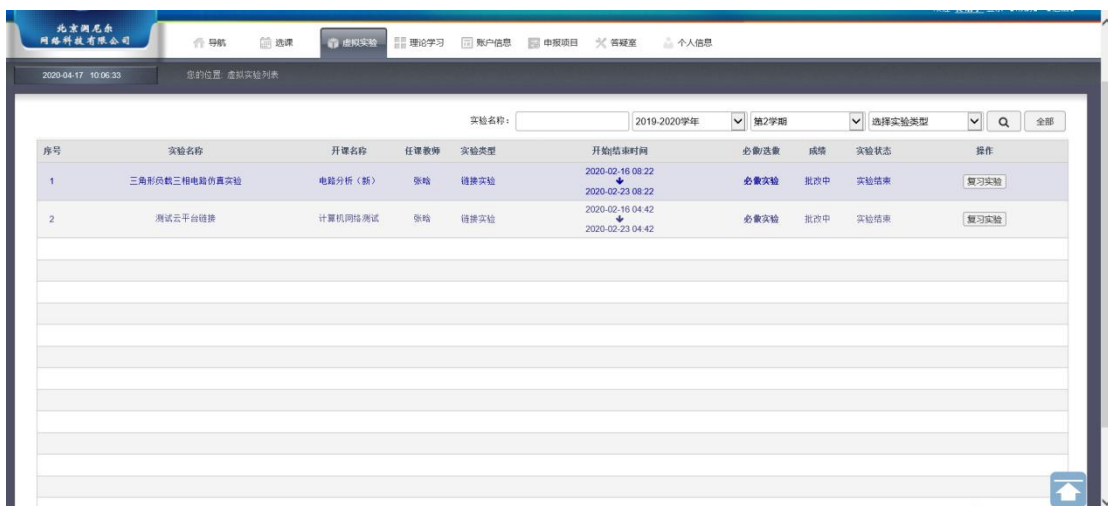 北京润尼尔
网络科技有限公司
导航 选课 虚拟实验 理论学习 账户信息 申报项目 答疑室 个人信息
2020-04-17 10:06:33 您的位置: 虚拟实验列表
实验名称： 2019-2020学年 第2学期 选择实验类型 全部
序号 实验名称 开课名称 任课教师 实验类型 开始|结束时间 必做/选做 成绩 实验状态 操作
1 三角形负载三相电路仿真实验 电路分析（新） 张晗 链接实验 2020-02-16 08:22 必做实验 批改中 实验结束 复习实验
2020-02-23 08:22
2 测试云平台链接 计算机网络测试 张晗 链接实验 2020-02-16 04:42 必做实验 批改中 实验结束 复习实验
2020-02-23 04:42